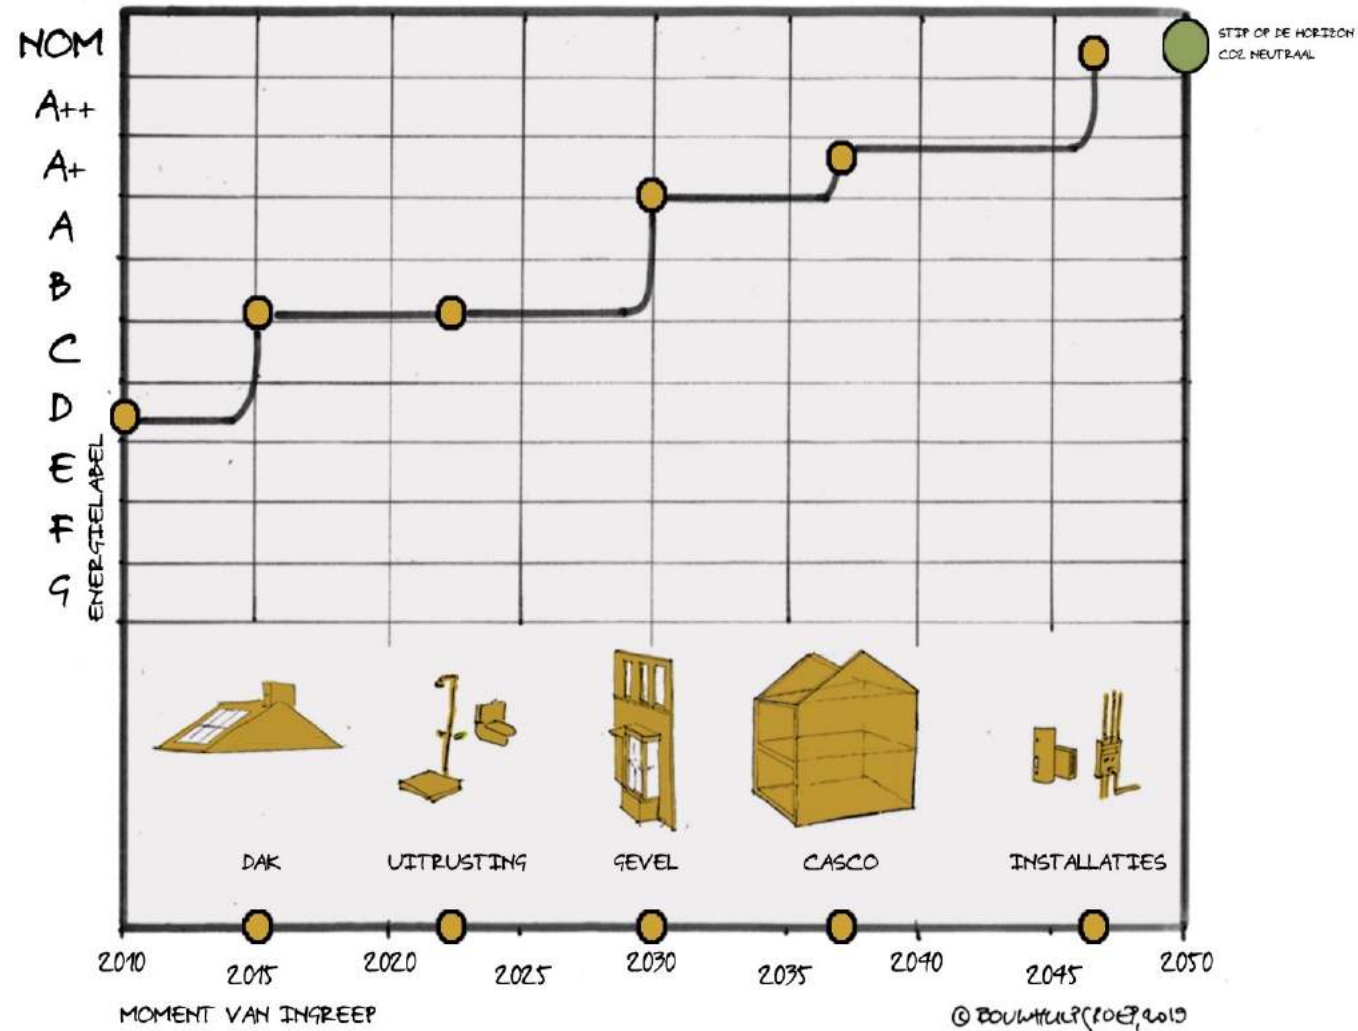 NOM
STIP OP DE HORIZON
CO2 NEUTRAAL
A++
A+
A
B
C
D
E
F
G
ENERGIELABEL
DAK
UITRUSTING
GEVEL
CASCO
INSTALLATIES
2010
2015
2020
2025
2030
2035
2040
2045
2050
MOMENT VAN INGREEP
© BOUWHULPGROEP, 2019